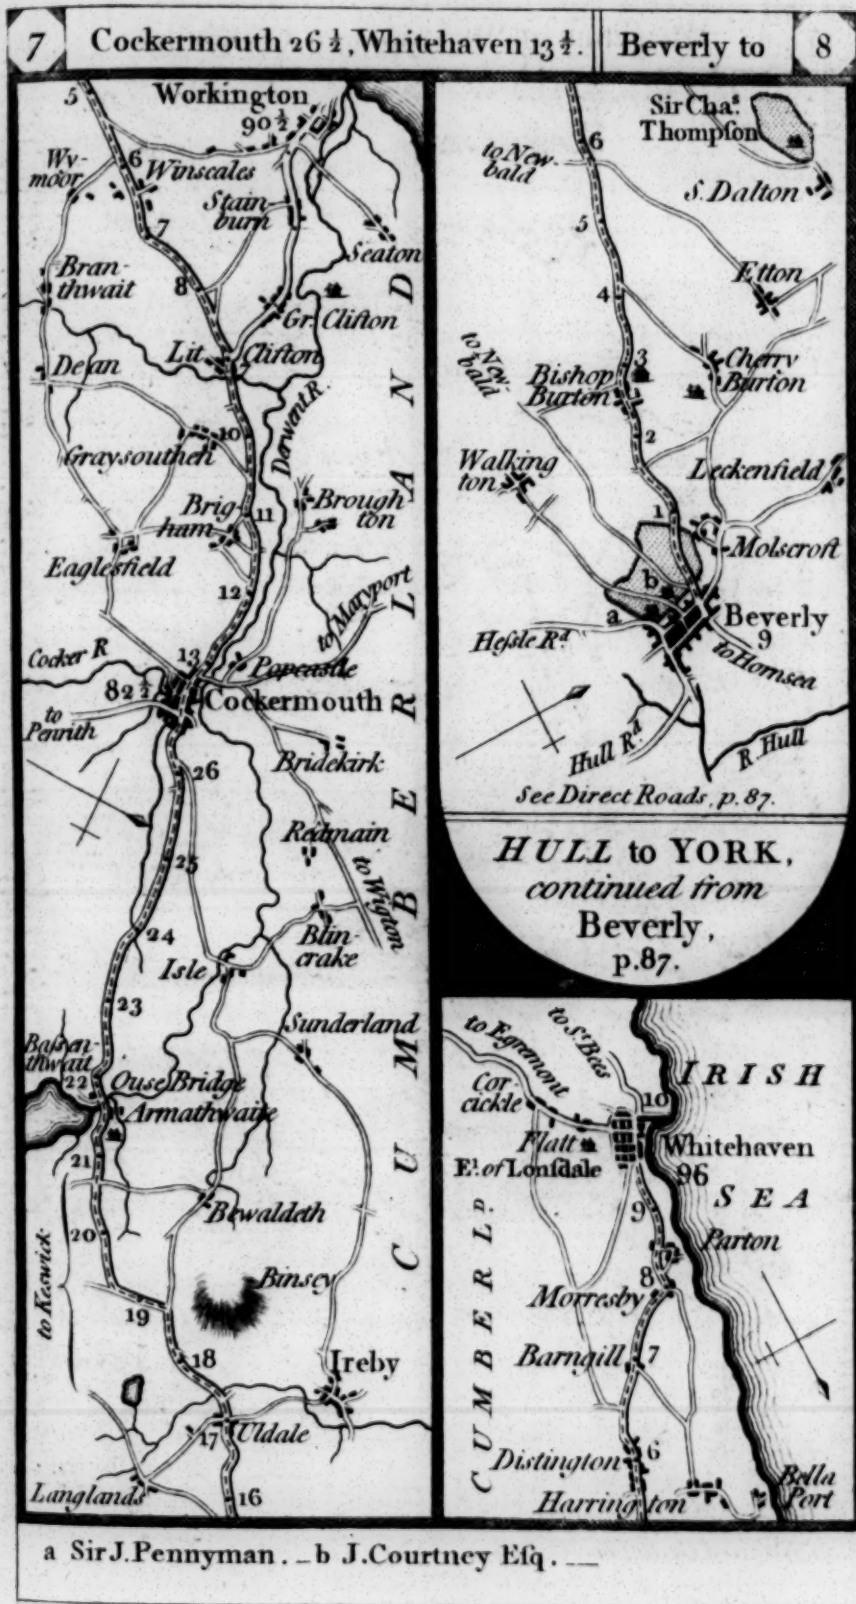 7
Cockermouth 26 ½, Whitehaven 13 ½.
Beverly to
8
5
Workington
90 ½
Wy-
moor
6
Winscales
Stain-
burn
7
Seaton
Bran-
thwait
8
Gr. Clifton
Lit. Clifton
Dean
Derwent R.
10
Graysouthen
Brough
ton
Brig-
ham
11
Eaglesfield
12
to Maryport
Cocker R
13
Papcastle
82 ½
Cockermouth
to
Penrith
Bridekirk
26
Redmain
25
to Wigton
24
Blin-
crake
Isle
23
Sunderland
Bassen-
thwait
22
Ouse Bridge
Armathwaite
21
Bewaldeth
20
to Keswick
Binsey
19
18
Ireby
17
Uldale
Langlands
16
CUMBERLAND
Sir Chaˢ.
Thompſon
6
to New
bald
S. Dalton
5
Etton
4
to New-
bald
3
Cherry
Burton
Bishop
Burton
2
Walking
ton
Leckenfield
1
Molscroft
b
a
Beverly
9
Heſsle Rᵈ.
to Hornsea
Hull Rᵈ.
R. Hull
See Direct Roads, p. 87.
HULL to YORK,
continued from
Beverly,
p. 87.
to Egremont
to Sᵗ Bees
IRISH
SEA
Cor-
cickle
10
Flatt
Eˡ. of Lonſdale
Whitehaven
96
9
Parton
8
Morresby
Barngill
7
CUMBERLᴰ
6
Distington
Harrington
Bella
Port
a Sir J. Pennyman. _ b J. Courtney Eſq. __